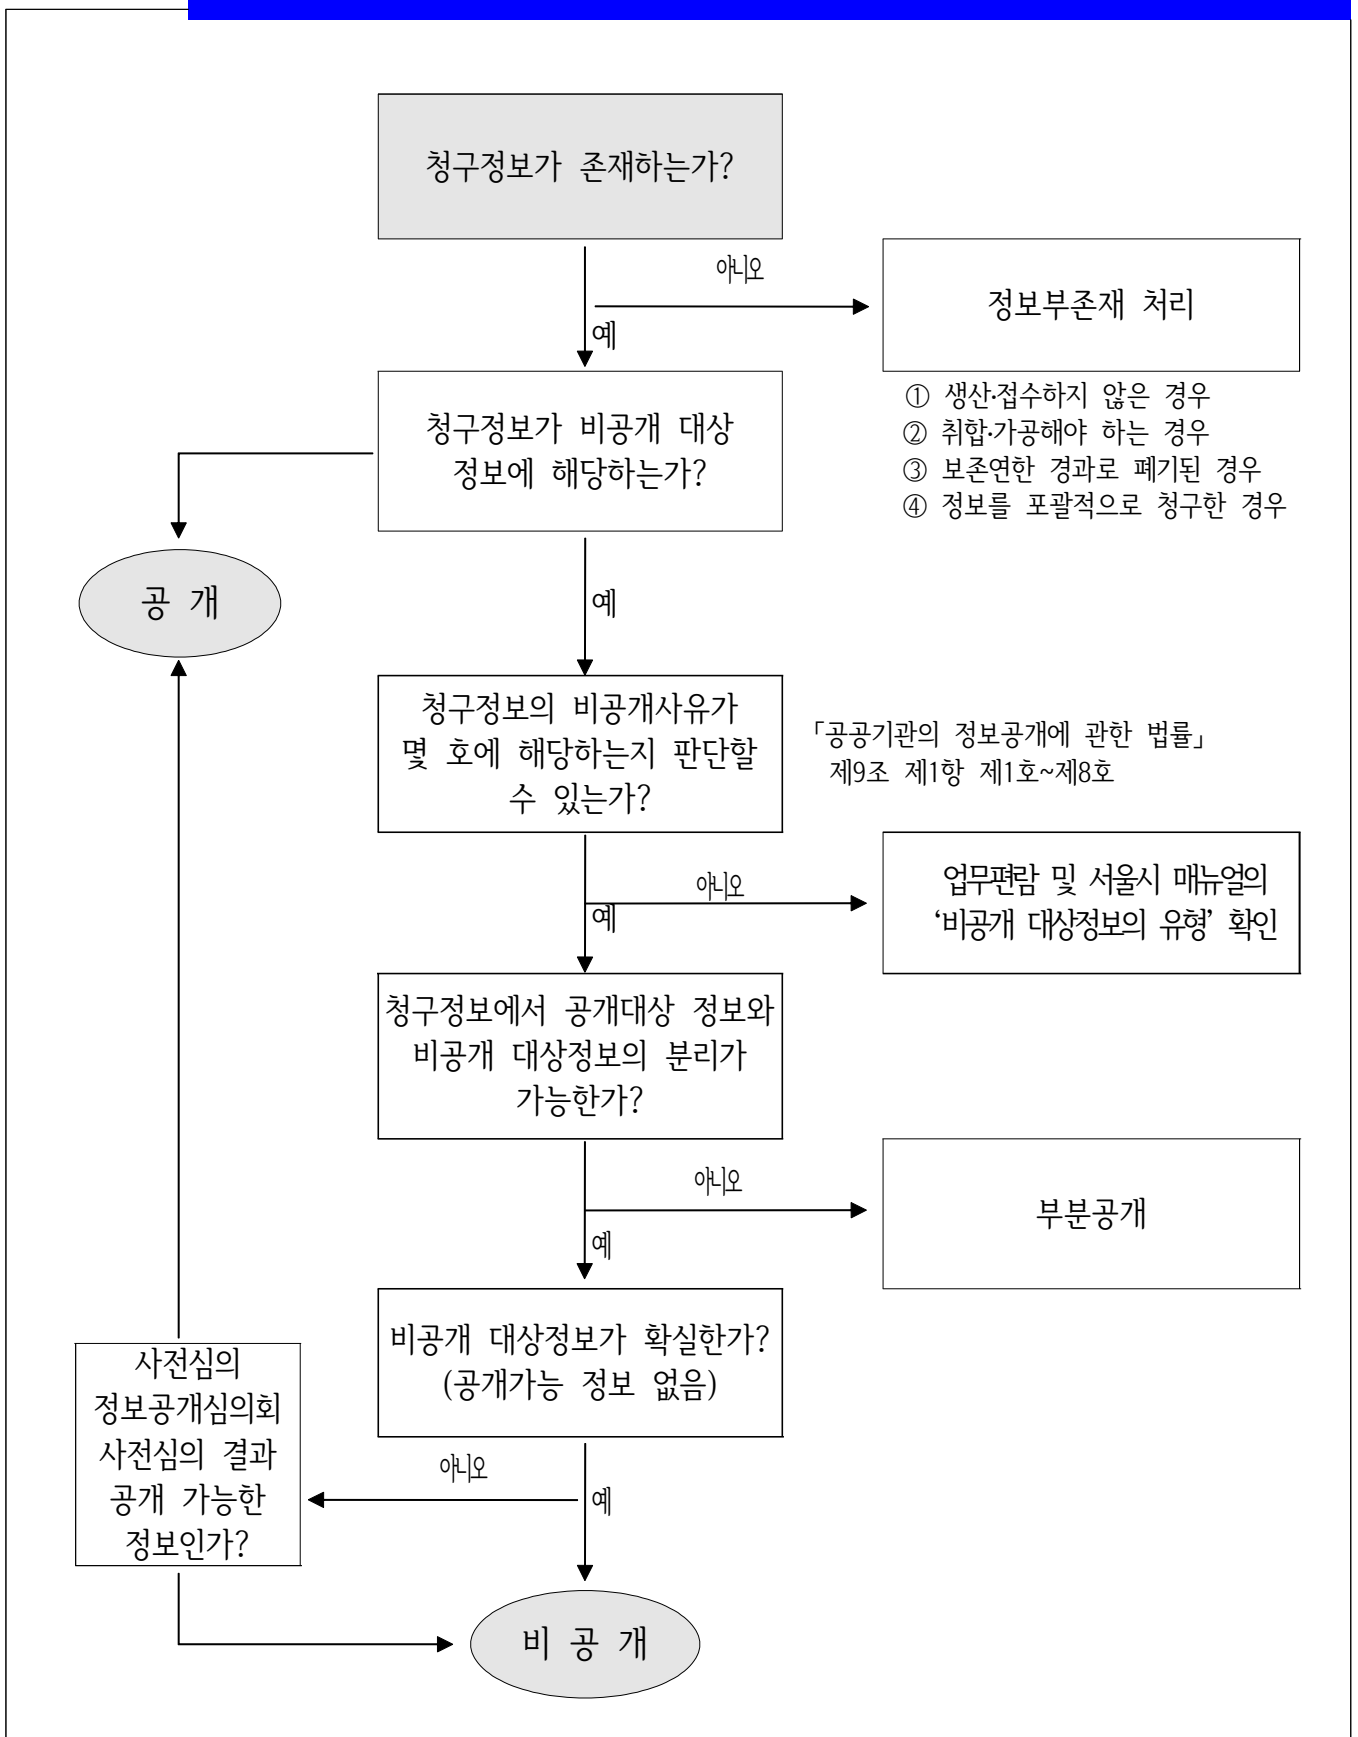 청구정보가 존재하는가?
아니오
예
정보부존재 처리
① 생산·접수하지 않은 경우
② 취합·가공해야 하는 경우
③ 보존연한 경과로 폐기된 경우
④ 정보를 포괄적으로 청구한 경우
청구정보가 비공개 대상
정보에 해당하는가?
공 개
예
청구정보의 비공개사유가
몇 호에 해당하는지 판단할
수 있는가?
「공공기관의 정보공개에 관한 법률」
제9조 제1항 제1호~제8호
아니오
예
업무편람 및 서울시 매뉴얼의
‘비공개 대상정보의 유형’ 확인
청구정보에서 공개대상 정보와
비공개 대상정보의 분리가
가능한가?
아니오
예
부분공개
비공개 대상정보가 확실한가?
(공개가능 정보 없음)
사전심의
정보공개심의회
사전심의 결과
공개 가능한
정보인가?
아니오
예
비 공 개